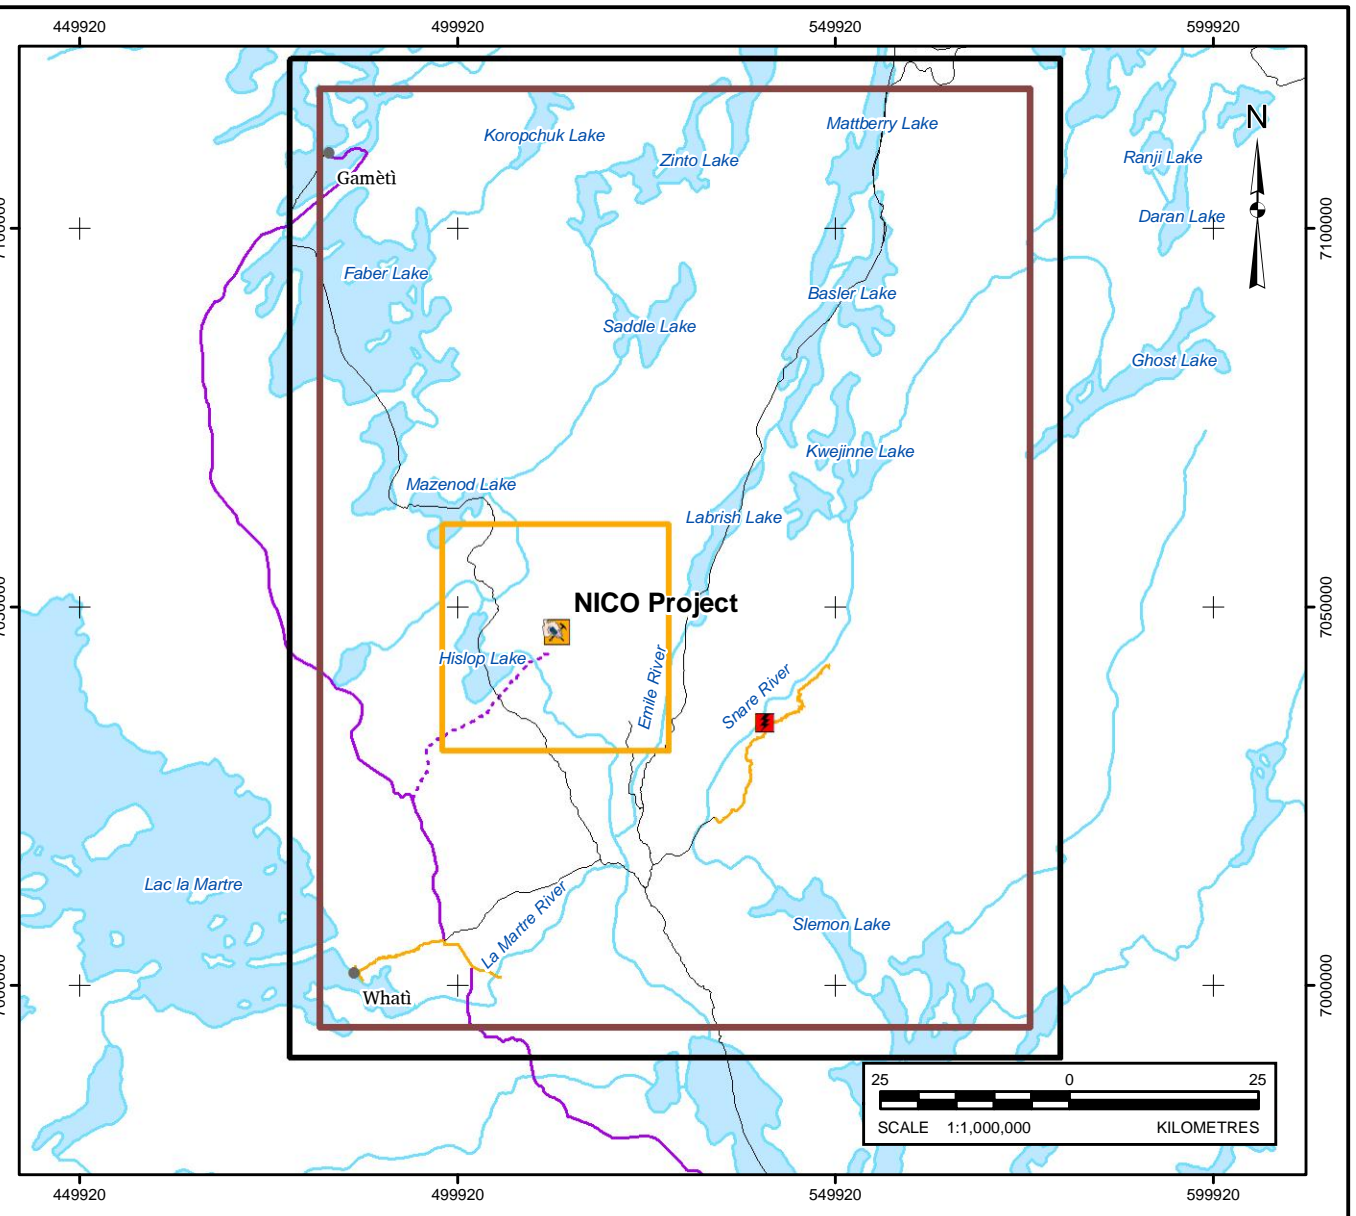 449920 499920 549920 599920
N
Mattberry Lake
Koropchuk Lake
Zinto Lake
Ranji Lake
Gamètì
Daran Lake
7100000
Faber Lake
Basler Lake
Saddle Lake
Ghost Lake
Kwejinne Lake
Mazenod Lake
Labrish Lake
NICO Project
7050000
Hislop Lake
Emile River
Snare River
Lac la Martre
La Martre River
Slemon Lake
Whatì
7000000
25 0 25
SCALE 1:1,000,000 KILOMETRES
449920 499920 549920 599920